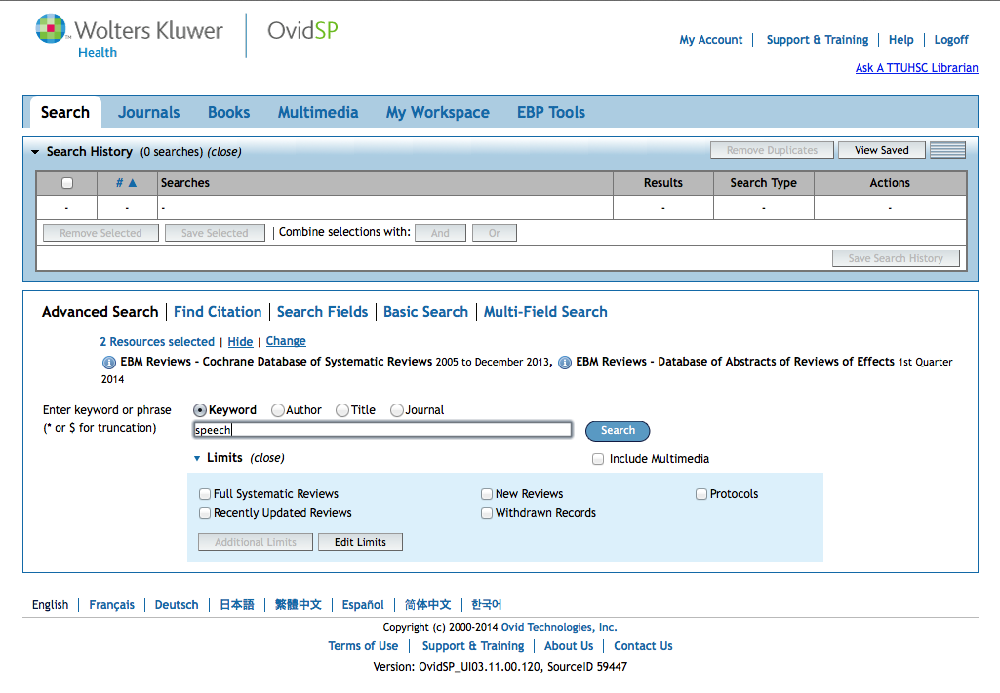 Wolters Kluwer
Health
OvidSP
My Account | Support & Training | Help | Logoff
Ask A TTUHSC Librarian
Search Journals Books Multimedia My Workspace EBP Tools
Search History (0 searches) (close) Remove Duplicates View Saved
# ▲ Searches Results Search Type Actions
- - - - - -
Remove Selected Save Selected | Combine selections with: And Or
Save Search History
Advanced Search | Find Citation | Search Fields | Basic Search | Multi-Field Search
2 Resources selected | Hide | Change
EBM Reviews - Cochrane Database of Systematic Reviews 2005 to December 2013, EBM Reviews - Database of Abstracts of Reviews of Effects 1st Quarter
2014
Enter keyword or phrase Keyword Author Title Journal
(* or $ for truncation)
speech Search
Limits (close) Include Multimedia
Full Systematic Reviews New Reviews Protocols
Recently Updated Reviews Withdrawn Records
Additional Limits Edit Limits
English | Français | Deutsch | 日本語 | 繁體中文 | Español | 简体中文 | 한국어
Copyright (c) 2000-2014 Ovid Technologies, Inc.
Terms of Use | Support & Training | About Us | Contact Us
Version: OvidSP_UI03.11.00.120, SourceID 59447